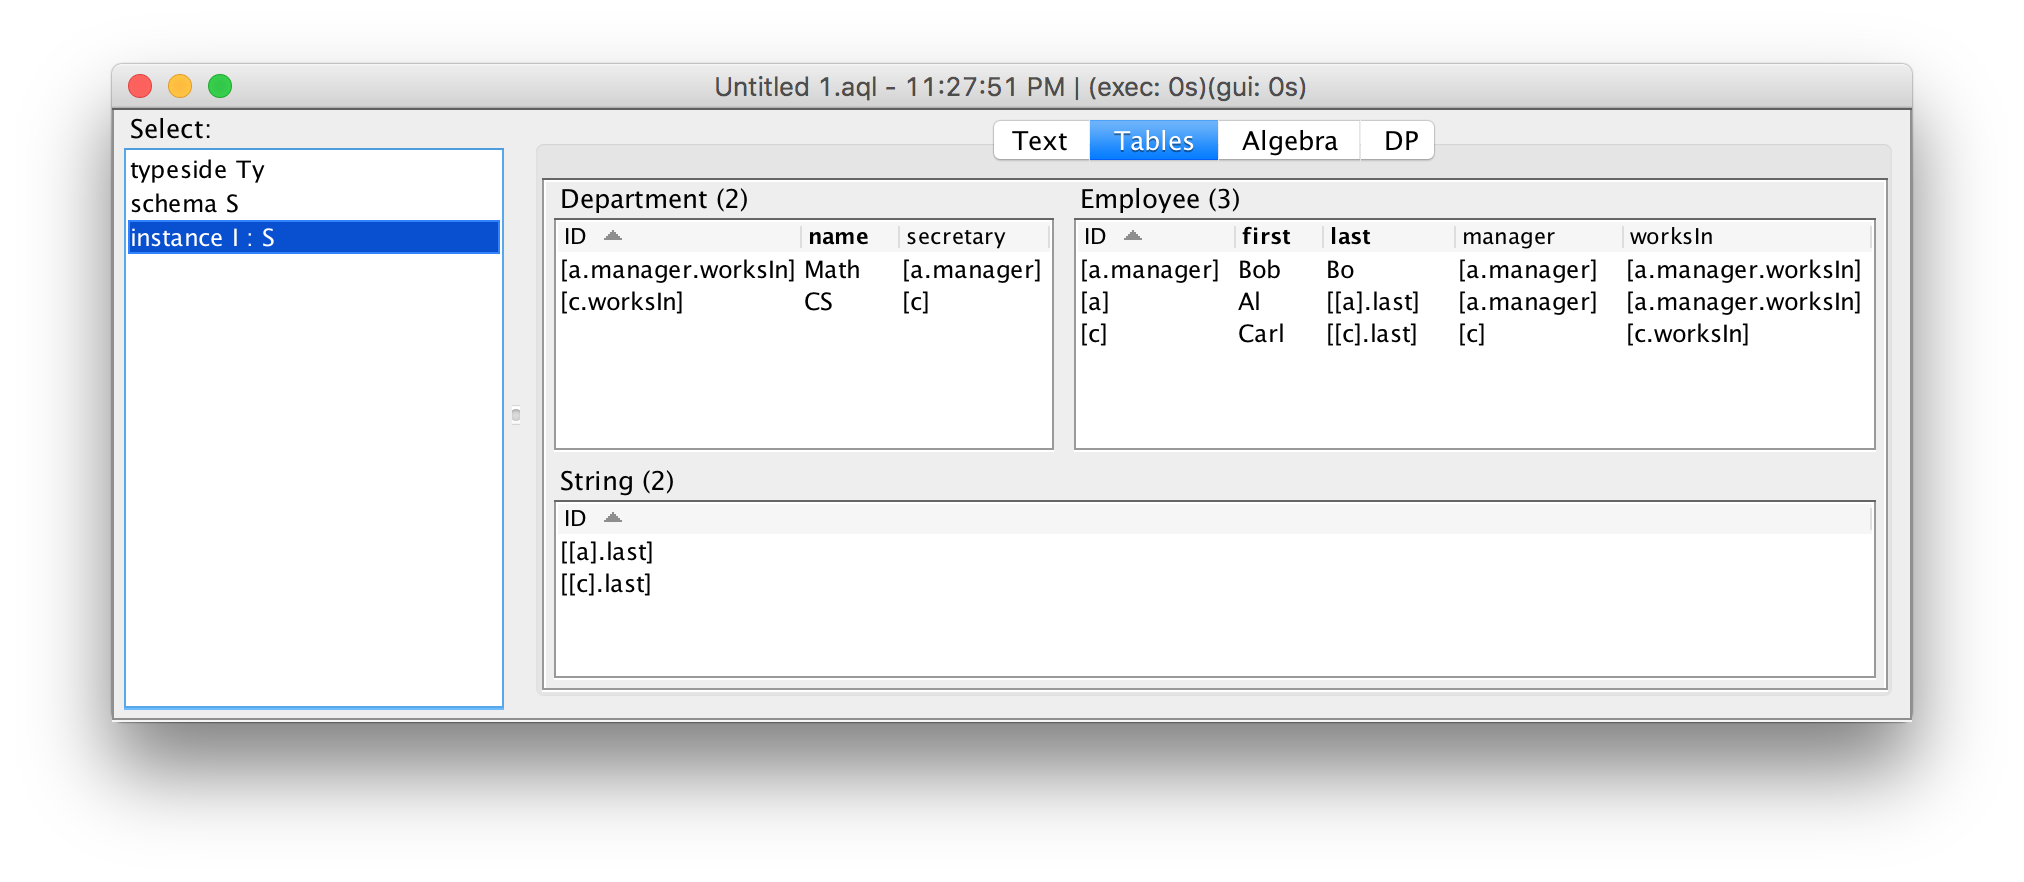 Untitled 1.aql - 11:27:51 PM | (exec: 0s)(gui: 0s)
Select:
typeside Ty
schema S
instance I : S
Text Tables Algebra DP
Department (2)
ID name secretary
[a.manager.worksIn] Math [a.manager]
[c.worksIn] CS [c]
Employee (3)
ID first last manager worksIn
[a.manager] Bob Bo [a.manager] [a.manager.worksIn]
[a] Al [[a].last] [a.manager] [a.manager.worksIn]
[c] Carl [[c].last] [c] [c.worksIn]
String (2)
ID
[[a].last]
[[c].last]